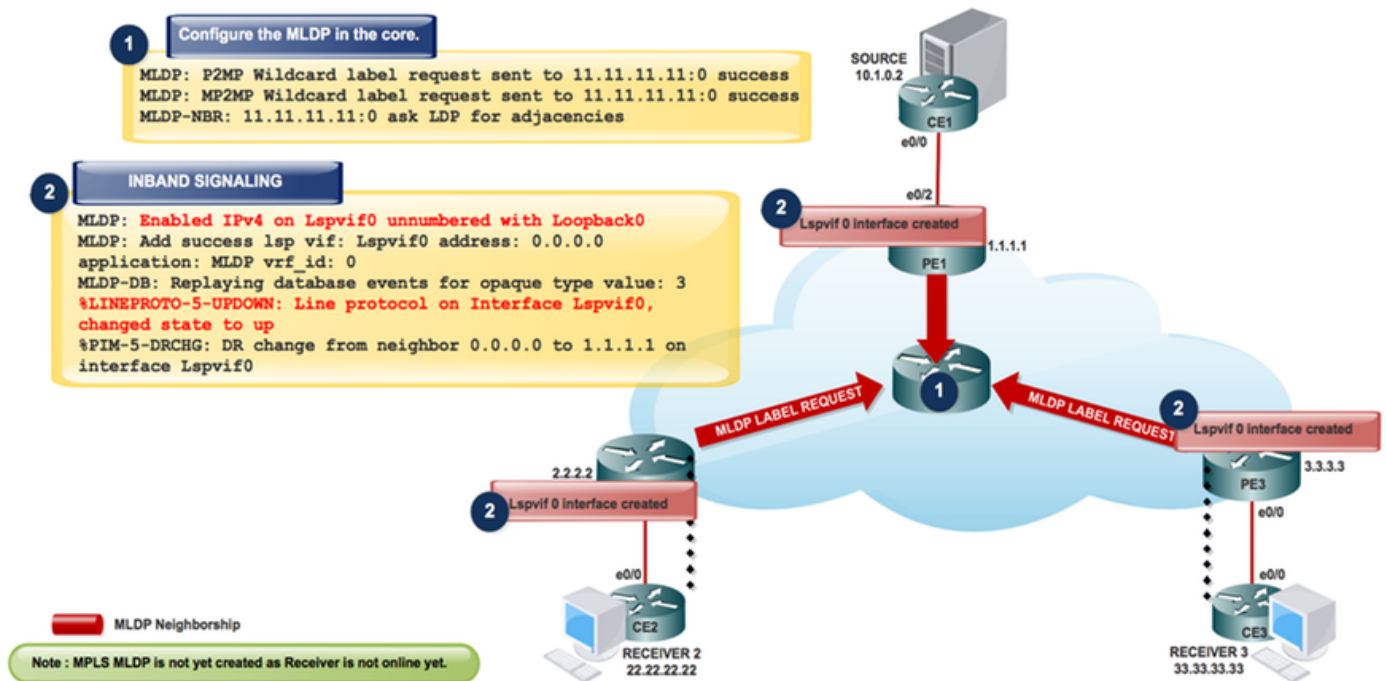 1
Configure the MLDP in the core.
MLDP: P2MP Wildcard label request sent to 11.11.11.11:0 success
MLDP: MP2MP Wildcard label request sent to 11.11.11.11:0 success
MLDP-NBR: 11.11.11.11:0 ask LDP for adjacencies
2
INBAND SIGNALING
MLDP: Enabled IPv4 on Lspvif0 unnumbered with Loopback0
MLDP: Add success lsp vif: Lspvif0 address: 0.0.0.0
application: MLDP vrf_id: 0
MLDP-DB: Replaying database events for opaque type value: 3
%LINEPROTO-5-UPDOWN: Line protocol on Interface Lspvif0,
changed state to up
%PIM-5-DRCHG: DR change from neighbor 0.0.0.0 to 1.1.1.1 on
interface Lspvif0
SOURCE
10.1.0.2
CE1
e0/0
e0/2
2
Lspvif 0 interface created
1.1.1.1
PE1
1
MLDP LABEL REQUEST
MLDP LABEL REQUEST
2
Lspvif 0 interface created
3.3.3.3
PE3
e0/0
2.2.2.2
2
Lspvif 0 interface created
e0/0
CE2
RECEIVER 2
22.22.22.22
e0/0
CE3
RECEIVER 3
33.33.33.33
MLDP Neighborship
Note : MPLS MLDP is not yet created as Receiver is not online yet.